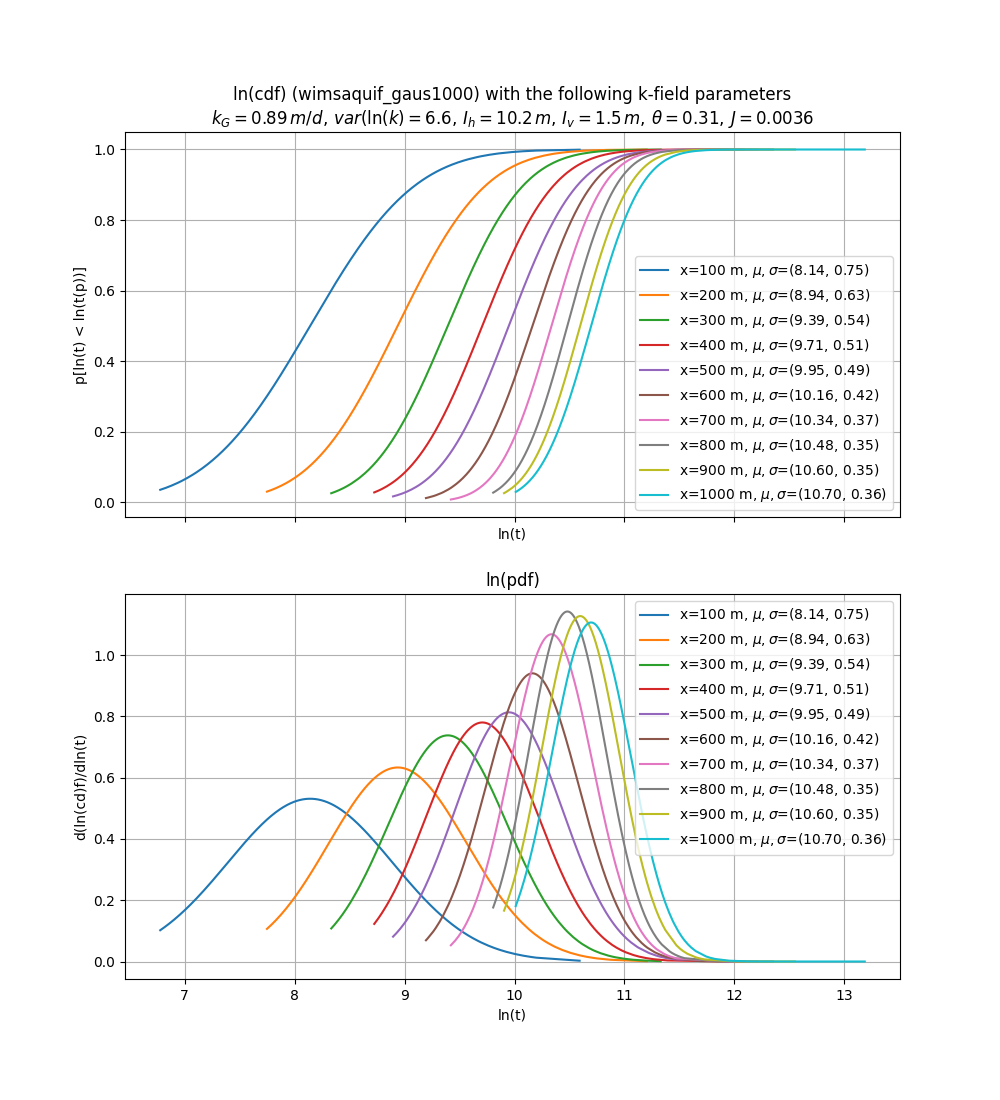 ln(cdf) (wimsaquif_gaus1000) with the following k-field parameters
k_G = 0.89 m/d, var(ln(k) = 6.6, I_h = 10.2 m, I_v = 1.5 m, θ = 0.31, J = 0.0036
1.0
0.8
0.6
0.4
0.2
0.0
p[ln(t) < ln(t(p))]
x=100 m, μ, σ=(8.14, 0.75)
x=200 m, μ, σ=(8.94, 0.63)
x=300 m, μ, σ=(9.39, 0.54)
x=400 m, μ, σ=(9.71, 0.51)
x=500 m, μ, σ=(9.95, 0.49)
x=600 m, μ, σ=(10.16, 0.42)
x=700 m, μ, σ=(10.34, 0.37)
x=800 m, μ, σ=(10.48, 0.35)
x=900 m, μ, σ=(10.60, 0.35)
x=1000 m, μ, σ=(10.70, 0.36)
ln(t)
ln(pdf)
1.0
0.8
0.6
0.4
0.2
0.0
d(ln(cd)f)/dln(t)
x=100 m, μ, σ=(8.14, 0.75)
x=200 m, μ, σ=(8.94, 0.63)
x=300 m, μ, σ=(9.39, 0.54)
x=400 m, μ, σ=(9.71, 0.51)
x=500 m, μ, σ=(9.95, 0.49)
x=600 m, μ, σ=(10.16, 0.42)
x=700 m, μ, σ=(10.34, 0.37)
x=800 m, μ, σ=(10.48, 0.35)
x=900 m, μ, σ=(10.60, 0.35)
x=1000 m, μ, σ=(10.70, 0.36)
7 8 9 10 11 12 13
ln(t)